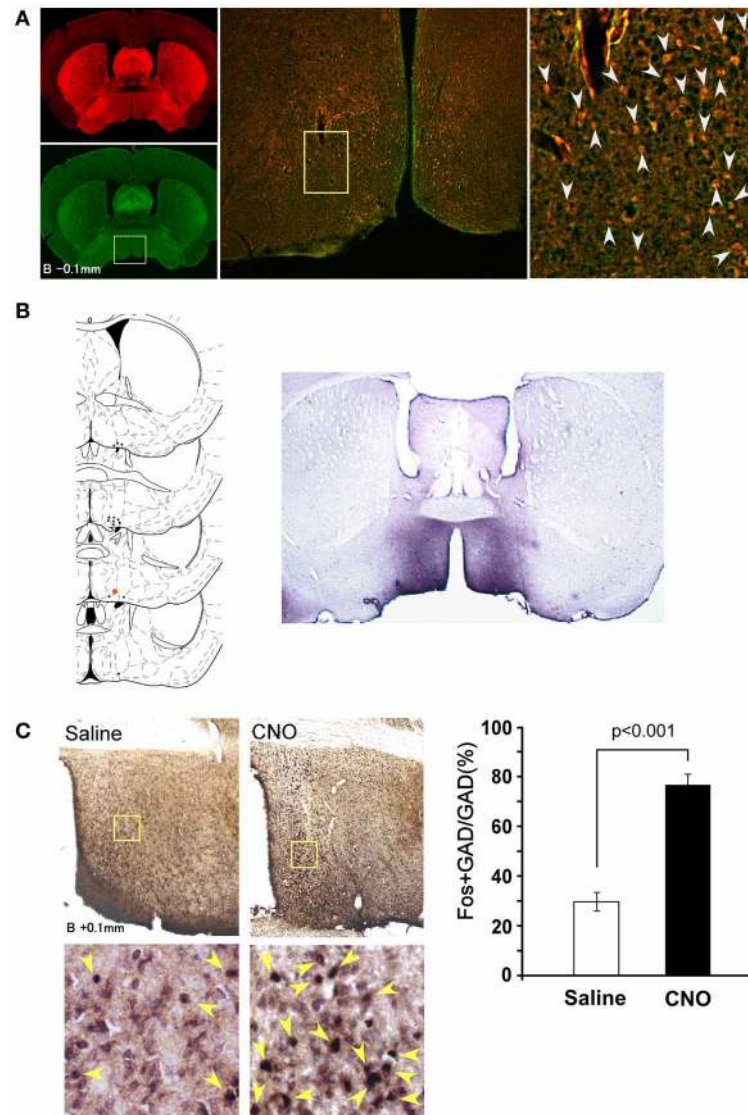 A
B −0.1mm
B
C
Saline
CNO
B +0.1mm
Fos+GAD/GAD(%)
100
80
60
40
20
0
p<0.001
Saline
CNO